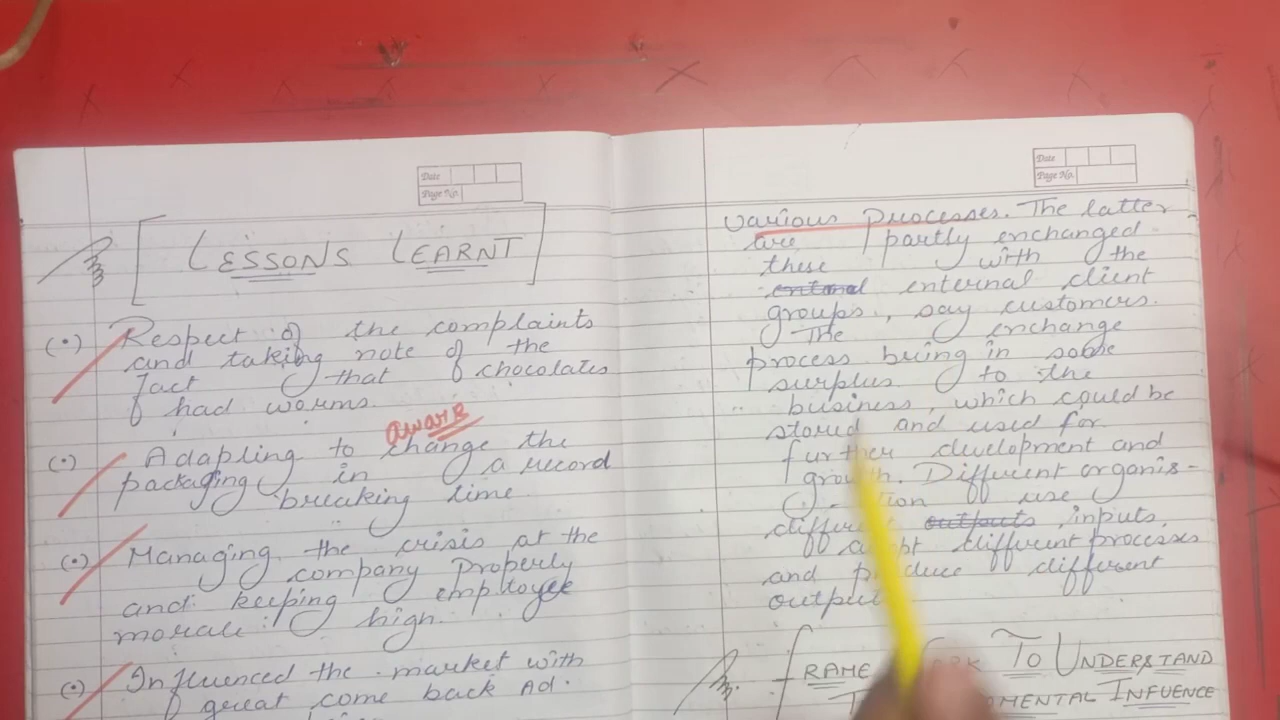 Date
Page No.
LESSONS LEARNT
(•) Respect of the complaints
and taking note of the
fact that of chocolates
had worms.
aware
(•) Adapting to change the
packaging in a record
breaking time.
(•) Managing the crisis at the
company properly
and keeping employee
morale high.
(•) Influenced the market with
great come back Ad.
Date
Page No.
various processes. The latter
are partly exchanged
these with the
external client
groups, say customers.
The exchange
process being in some
surplus to the
business, which could be
stored and used for
further development and
growth. Different organis-
ation use
different outputs inputs,
different processes
and produce different
output
FRAME TO UNDERSTAND
INFUENCE